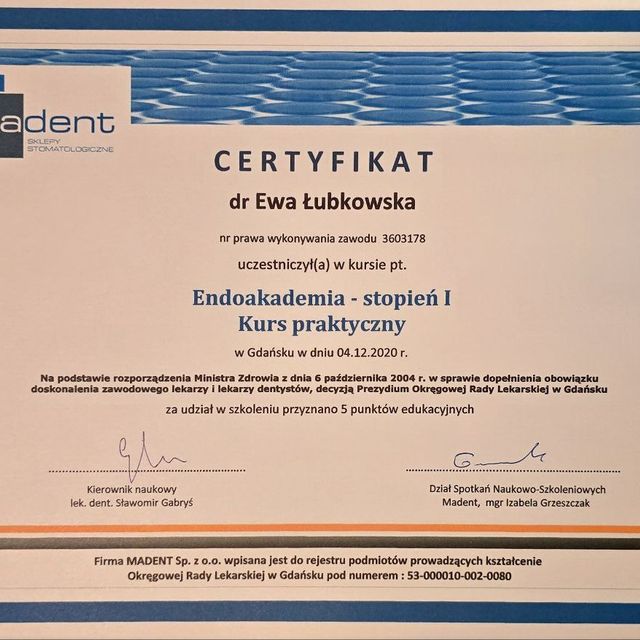 adent
SKLEPY
STOMATOLOGICZNE
CERTYFIKAT
dr Ewa Łubkowska
nr prawa wykonywania zawodu 3603178
uczestniczył(a) w kursie pt.
Endoakademia - stopień I
Kurs praktyczny
w Gdańsku w dniu 04.12.2020 r.
Na podstawie rozporządzenia Ministra Zdrowia z dnia 6 października 2004 r. w sprawie dopełnienia obowiązku
doskonalenia zawodowego lekarzy i lekarzy dentystów, decyzją Prezydium Okręgowej Rady Lekarskiej w Gdańsku
za udział w szkoleniu przyznano 5 punktów edukacyjnych
Kierownik naukowy
lek. dent. Sławomir Gabryś
Dział Spotkań Naukowo-Szkoleniowych
Madent, mgr Izabela Grzeszczak
Firma MADENT Sp. z o.o. wpisana jest do rejestru podmiotów prowadzących kształcenie
Okręgowej Rady Lekarskiej w Gdańsku pod numerem : 53-000010-002-0080